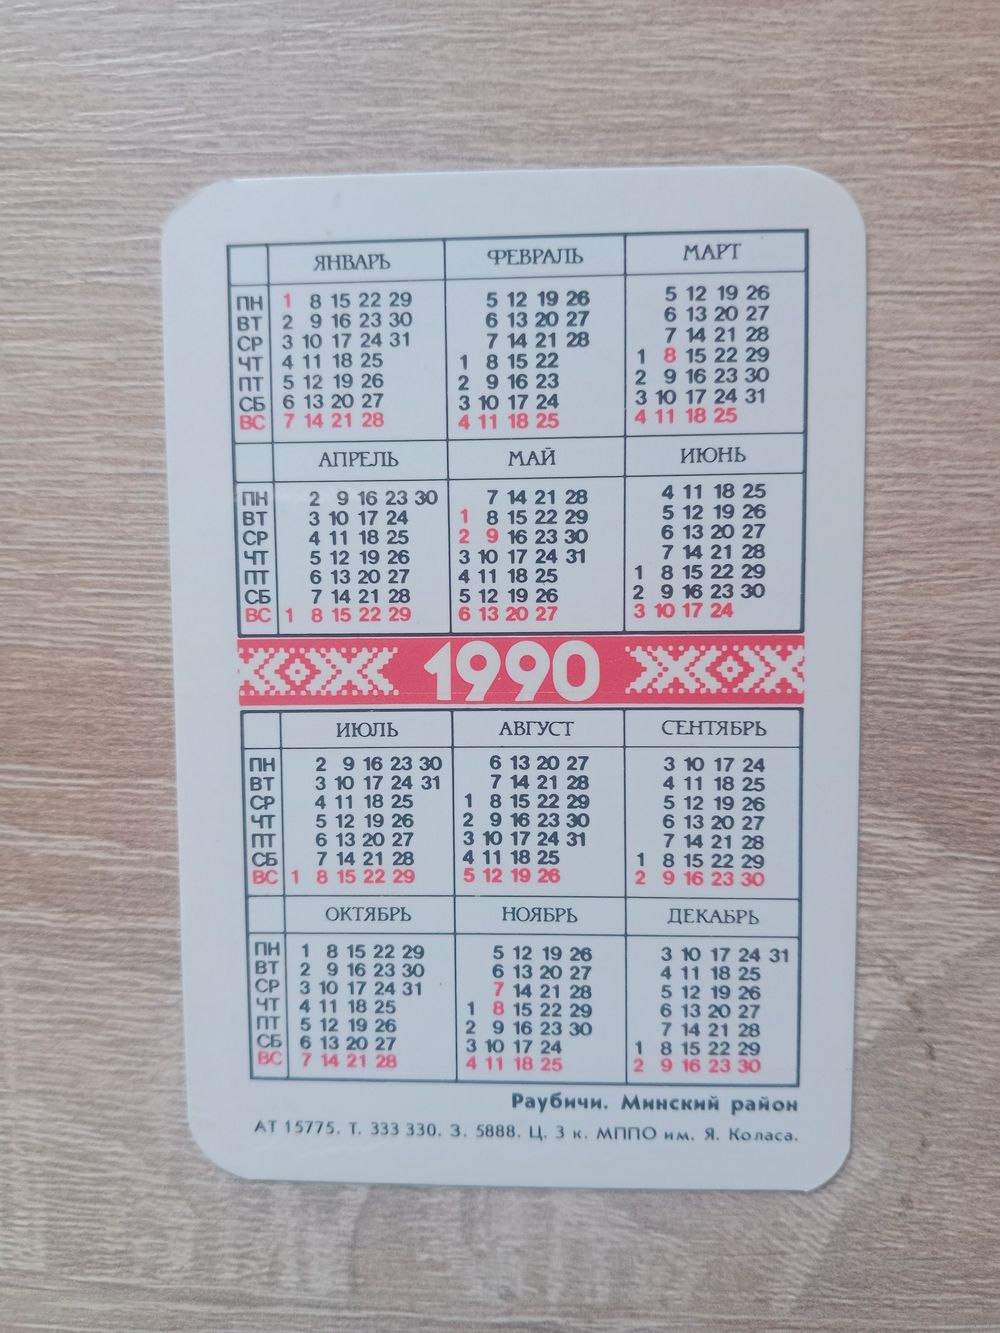 ЯНВАРЬ ФЕВРАЛЬ МАРТ
ПН 1 8 15 22 29 5 12 19 26 5 12 19 26
ВТ 2 9 16 23 30 6 13 20 27 6 13 20 27
СР 3 10 17 24 31 7 14 21 28 7 14 21 28
ЧТ 4 11 18 25 1 8 15 22 1 8 15 22 29
ПТ 5 12 19 26 2 9 16 23 2 9 16 23 30
СБ 6 13 20 27 3 10 17 24 3 10 17 24 31
ВС 7 14 21 28 4 11 18 25 4 11 18 25
АПРЕЛЬ МАЙ ИЮНЬ
ПН 2 9 16 23 30 7 14 21 28 4 11 18 25
ВТ 3 10 17 24 1 8 15 22 29 5 12 19 26
СР 4 11 18 25 2 9 16 23 30 6 13 20 27
ЧТ 5 12 19 26 3 10 17 24 31 7 14 21 28
ПТ 6 13 20 27 4 11 18 25 1 8 15 22 29
СБ 7 14 21 28 5 12 19 26 2 9 16 23 30
ВС 1 8 15 22 29 6 13 20 27 3 10 17 24
1990
ИЮЛЬ АВГУСТ СЕНТЯБРЬ
ПН 2 9 16 23 30 6 13 20 27 3 10 17 24
ВТ 3 10 17 24 31 7 14 21 28 4 11 18 25
СР 4 11 18 25 1 8 15 22 29 5 12 19 26
ЧТ 5 12 19 26 2 9 16 23 30 6 13 20 27
ПТ 6 13 20 27 3 10 17 24 31 7 14 21 28
СБ 7 14 21 28 4 11 18 25 1 8 15 22 29
ВС 1 8 15 22 29 5 12 19 26 2 9 16 23 30
ОКТЯБРЬ НОЯБРЬ ДЕКАБРЬ
ПН 1 8 15 22 29 5 12 19 26 3 10 17 24 31
ВТ 2 9 16 23 30 6 13 20 27 4 11 18 25
СР 3 10 17 24 31 7 14 21 28 5 12 19 26
ЧТ 4 11 18 25 1 8 15 22 29 6 13 20 27
ПТ 5 12 19 26 2 9 16 23 30 7 14 21 28
СБ 6 13 20 27 3 10 17 24 1 8 15 22 29
ВС 7 14 21 28 4 11 18 25 2 9 16 23 30
Раубичи. Минский район
АТ 15775. Т. 333 330. З. 5888. Ц. 3 к. МППО им. Я. Коласа.